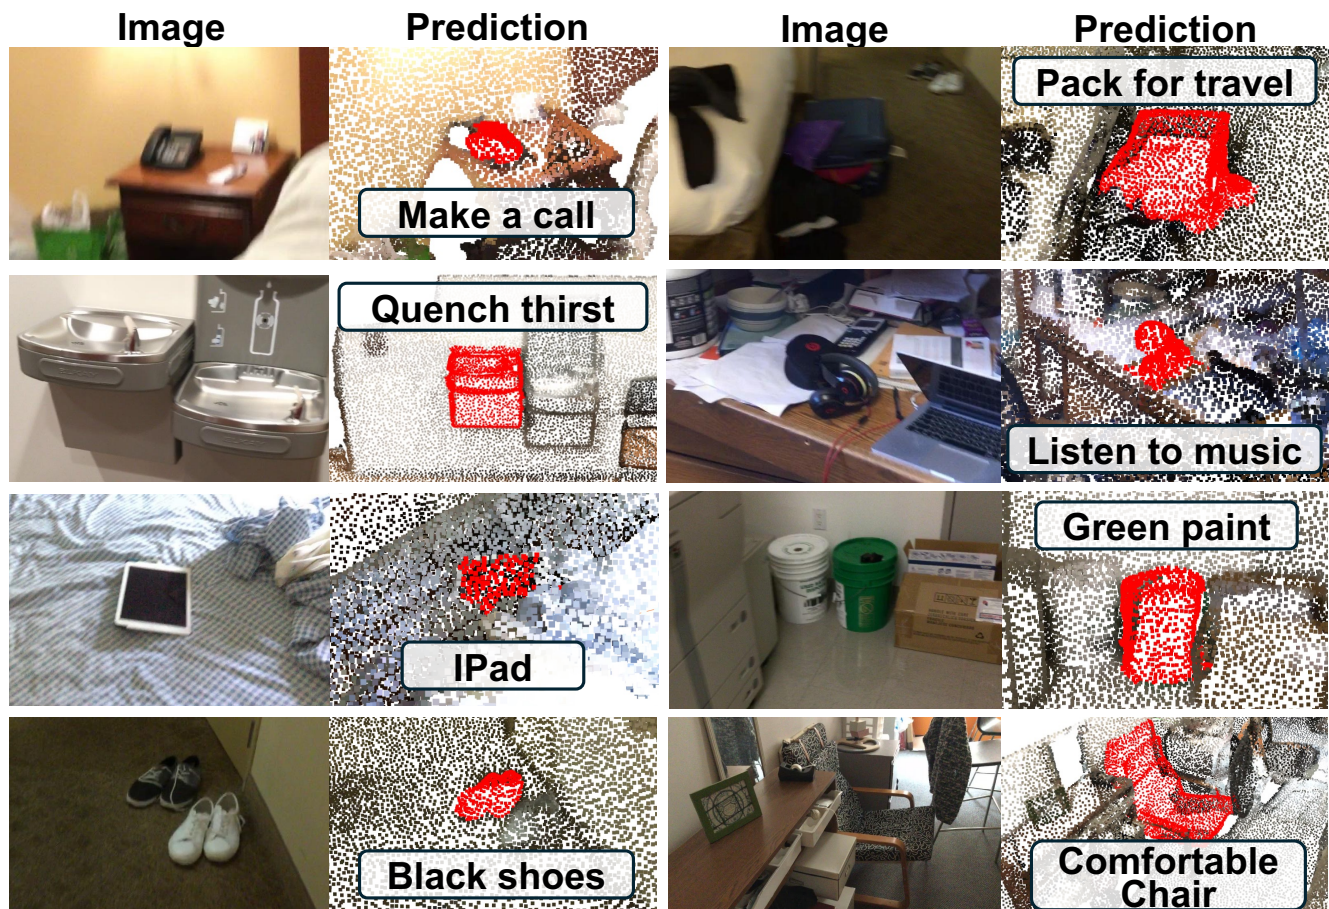 Image Prediction Image Prediction
Make a call
Pack for travel
Quench thirst
Listen to music
IPad
Green paint
Black shoes
Comfortable
Chair